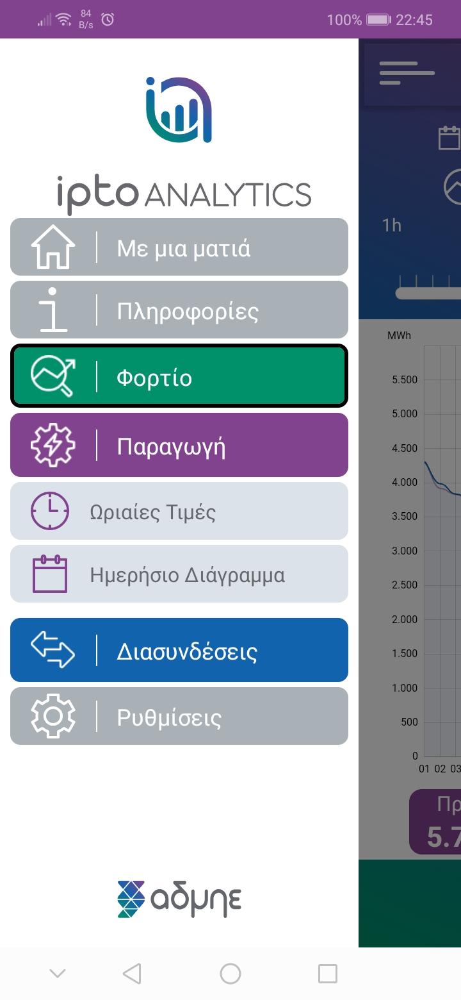 84
B/s
100%
22:45
ipto ANALYTICS
Με μια ματιά
Πληροφορίες
Φορτίο
Παραγωγή
Ωριαίες Τιμές
Ημερήσιο Διάγραμμα
Διασυνδέσεις
Ρυθμίσεις
αδμηε
1h
MWh
5.500
5.000
4.500
4.000
3.500
3.000
2.500
2.000
1.500
1.000
500
0
01 02 03
Πρ
5.7